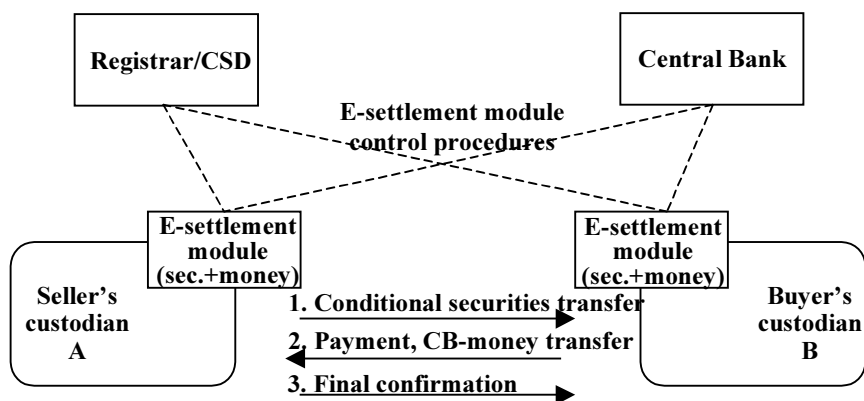 Registrar/CSD
Central Bank
E-settlement module
control procedures
E-settlement
module
(sec.+money)
E-settlement
module
(sec.+money)
Seller’s
custodian
A
1. Conditional securities transfer
2. Payment, CB-money transfer
3. Final confirmation
Buyer’s
custodian
B